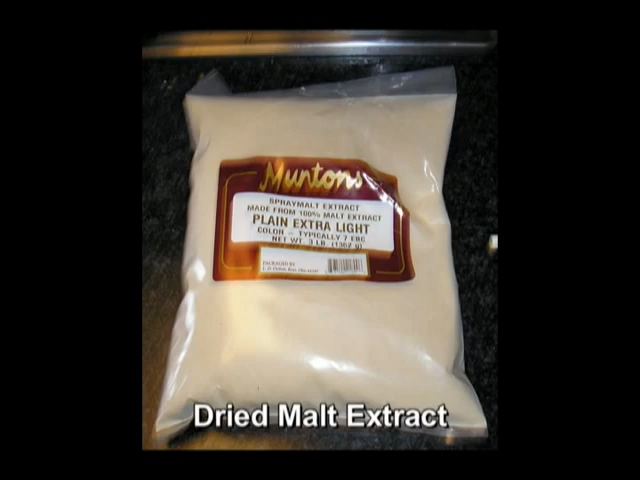 Muntons
SPRAYMALT EXTRACT
MADE FROM 100% MALT EXTRACT
PLAIN EXTRA LIGHT
COLOR – TYPICALLY 7 EBC
NET WT. 3 LB. (1362 g)
PACKAGED BY
Dried Malt Extract